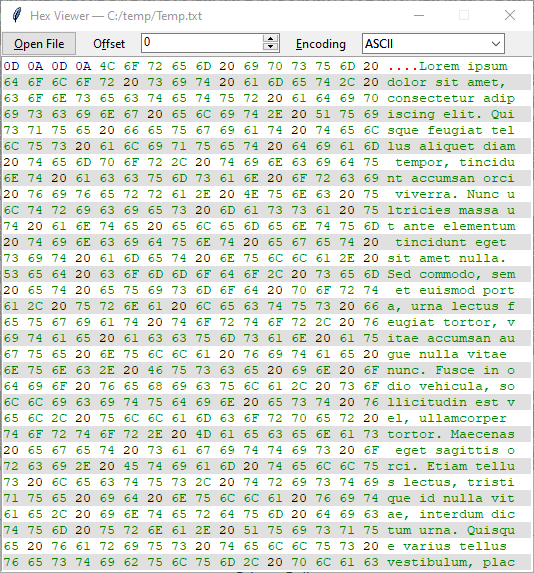 Hex Viewer — C:/temp/Temp.txt
Open File Offset 0 Encoding ASCII
0D 0A 0D 0A 4C 6F 72 65 6D 20 69 70 73 75 6D 20 ....Lorem ipsum
64 6F 6C 6F 72 20 73 69 74 20 61 6D 65 74 2C 20 dolor sit amet,
63 6F 6E 73 65 63 74 65 74 75 72 20 61 64 69 70 consectetur adip
69 73 63 69 6E 67 20 65 6C 69 74 2E 20 51 75 69 iscing elit. Qui
73 71 75 65 20 66 65 75 67 69 61 74 20 74 65 6C sque feugiat tel
6C 75 73 20 61 6C 69 71 75 65 74 20 64 69 61 6D lus aliquet diam
20 74 65 6D 70 6F 72 2C 20 74 69 6E 63 69 64 75 tempor, tincidu
6E 74 20 61 63 63 75 6D 73 61 6E 20 6F 72 63 69 nt accumsan orci
20 76 69 76 65 72 72 61 2E 20 4E 75 6E 63 20 75 viverra. Nunc u
6C 74 72 69 63 69 65 73 20 6D 61 73 73 61 20 75 ltricies massa u
74 20 61 6E 74 65 20 65 6C 65 6D 65 6E 74 75 6D t ante elementum
20 74 69 6E 63 69 64 75 6E 74 20 65 67 65 74 20 tincidunt eget
73 69 74 20 61 6D 65 74 20 6E 75 6C 6C 61 2E 20 sit amet nulla.
53 65 64 20 63 6F 6D 6D 6F 64 6F 2C 20 73 65 6D Sed commodo, sem
20 65 74 20 65 75 69 73 6D 6F 64 20 70 6F 72 74 et euismod port
61 2C 20 75 72 6E 61 20 6C 65 63 74 75 73 20 66 a, urna lectus f
65 75 67 69 61 74 20 74 6F 72 74 6F 72 2C 20 76 eugiat tortor, v
69 74 61 65 20 61 63 63 75 6D 73 61 6E 20 61 75 itae accumsan au
67 75 65 20 6E 75 6C 6C 61 20 76 69 74 61 65 20 gue nulla vitae
6E 75 6E 63 2E 20 46 75 73 63 65 20 69 6E 20 6F nunc. Fusce in o
64 69 6F 20 76 65 68 69 63 75 6C 61 2C 20 73 6F dio vehicula, so
6C 6C 69 63 69 74 75 64 69 6E 20 65 73 74 20 76 llicitudin est v
65 6C 2C 20 75 6C 6C 61 6D 63 6F 72 70 65 72 20 el, ullamcorper
74 6F 72 74 6F 72 2E 20 4D 61 65 63 65 6E 61 73 tortor. Maecenas
20 65 67 65 74 20 73 61 67 69 74 74 69 73 20 6F eget sagittis o
72 63 69 2E 20 45 74 69 61 6D 20 74 65 6C 6C 75 rci. Etiam tellu
73 20 6C 65 63 74 75 73 2C 20 74 72 69 73 74 69 s lectus, tristi
71 75 65 20 69 64 20 6E 75 6C 6C 61 20 76 69 74 que id nulla vit
61 65 2C 20 69 6E 74 65 72 64 75 6D 20 64 69 63 ae, interdum dic
74 75 6D 20 75 72 6E 61 2E 20 51 75 69 73 71 75 tum urna. Quisqu
65 20 76 61 72 69 75 73 20 74 65 6C 6C 75 73 20 e varius tellus
76 65 73 74 69 62 75 6C 75 6D 2C 20 70 6C 61 63 vestibulum, plac